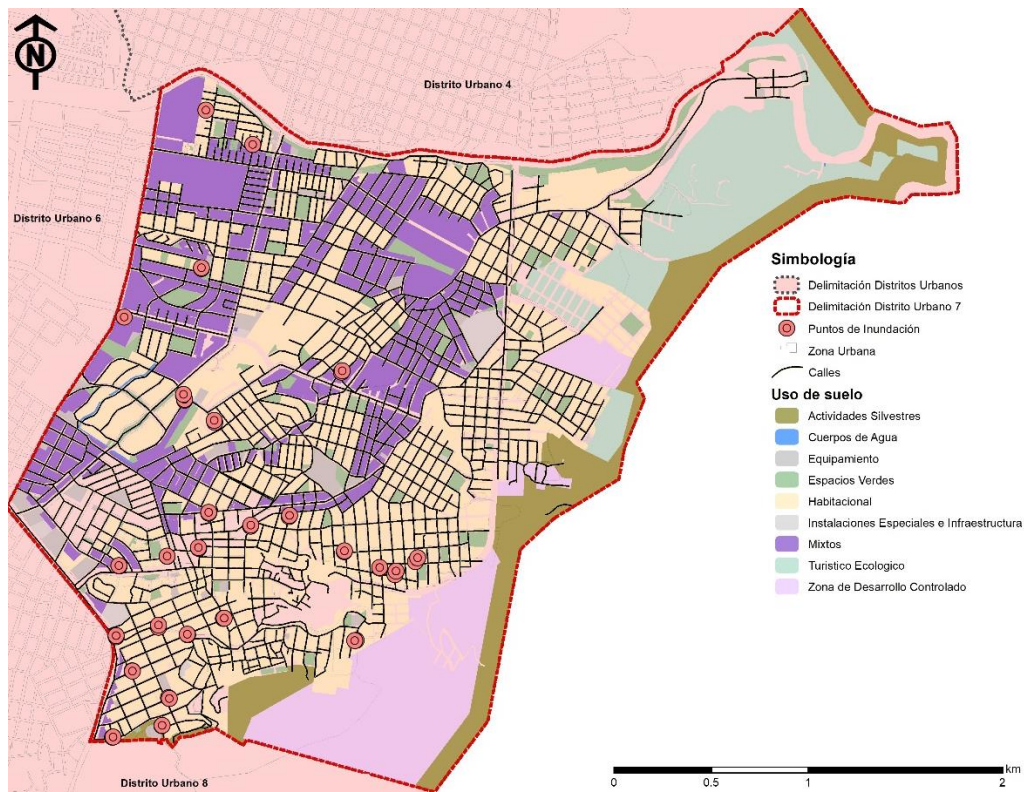 N
Distrito Urbano 4
Distrito Urbano 6
Simbología
Delimitación Distritos Urbanos
Delimitación Distrito Urbano 7
Puntos de Inundación
Zona Urbana
Calles
Uso de suelo
Actividades Silvestres
Cuerpos de Agua
Equipamiento
Espacios Verdes
Habitacional
Instalaciones Especiales e Infraestructura
Mixtos
Turistico Ecologico
Zona de Desarrollo Controlado
Distrito Urbano 8
km
0 0.5 1 2